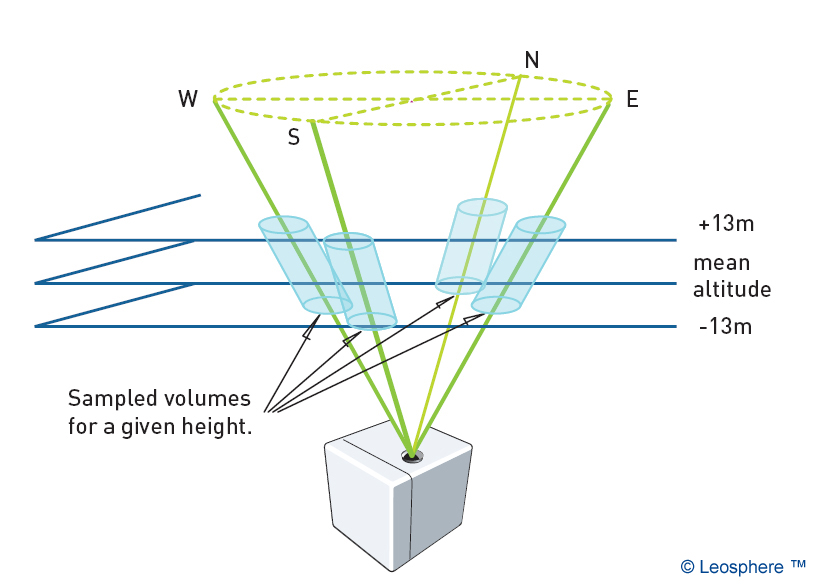 N
W
E
S
+13m
mean
altitude
-13m
Sampled volumes
for a given height.
© Leosphere ™